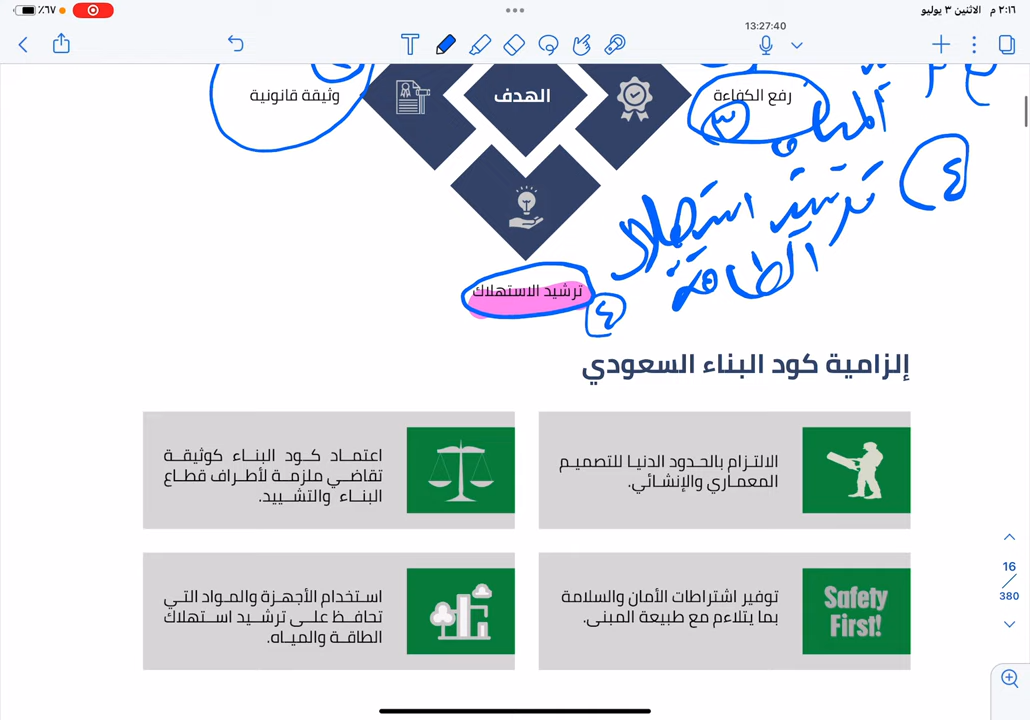 ٪٦٧
٢:١٦ م الاثنين ٣ يوليو
13:27:40
T
وثيقة قانونية
الهدف
رفع الكفاءة
٣
٤
ترشيد استهلاك
الطاقة
ترشيد الاستهلاك
٤
إلزامية كود البناء السعودي
الالتزام بالحدود الدنيا للتصميم
المعماري والإنشائي.
اعتماد كود البناء كوثيقة
تقاضي ملزمة لأطراف قطاع
البناء والتشييد.
Safety
First!
توفير اشتراطات الأمان والسلامة
بما يتلاءم مع طبيعة المبنى.
استخدام الأجهزة والمواد التي
تحافظ على ترشيد استهلاك
الطاقة والمياه.
16
380